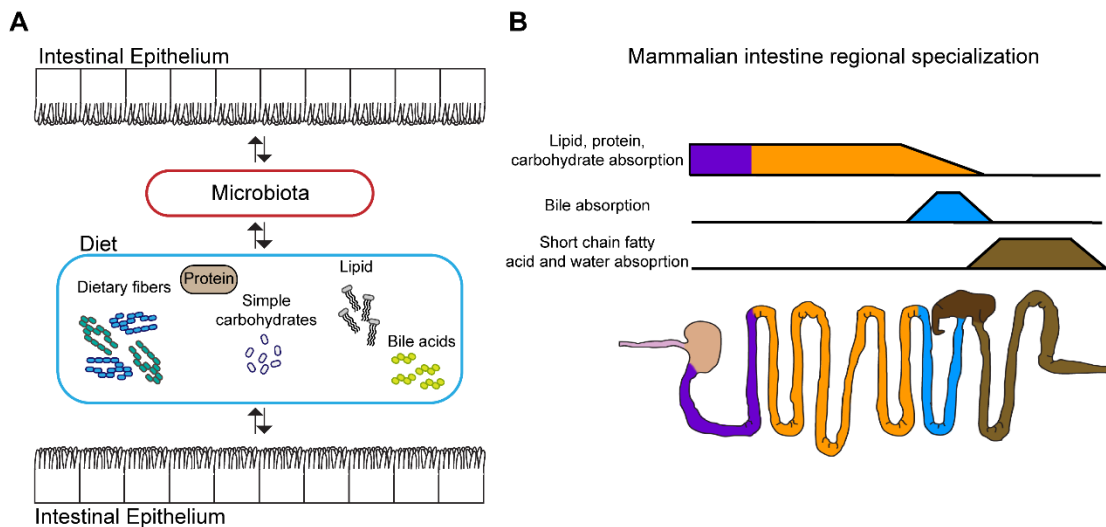 A
Intestinal Epithelium
Microbiota
Diet
Dietary fibers
Protein
Simple
carbohydrates
Lipid
Bile acids
Intestinal Epithelium
B
Mammalian intestine regional specialization
Lipid, protein,
carbohydrate absorption
Bile absorption
Short chain fatty
acid and water absoprtion